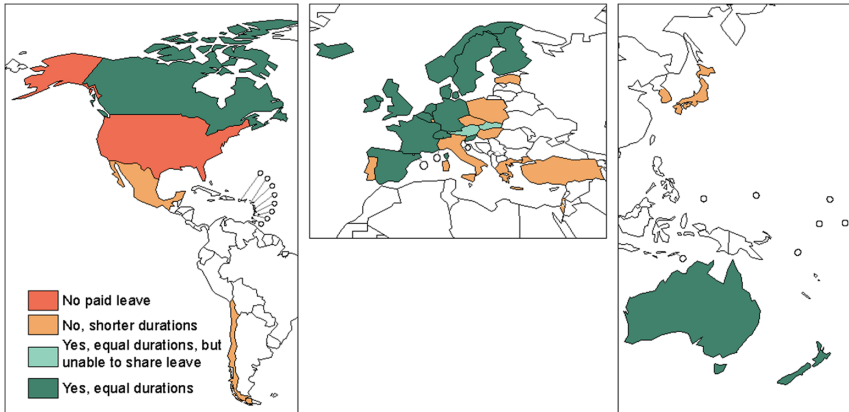 No paid leave
No, shorter durations
Yes, equal durations, but
unable to share leave
Yes, equal durations